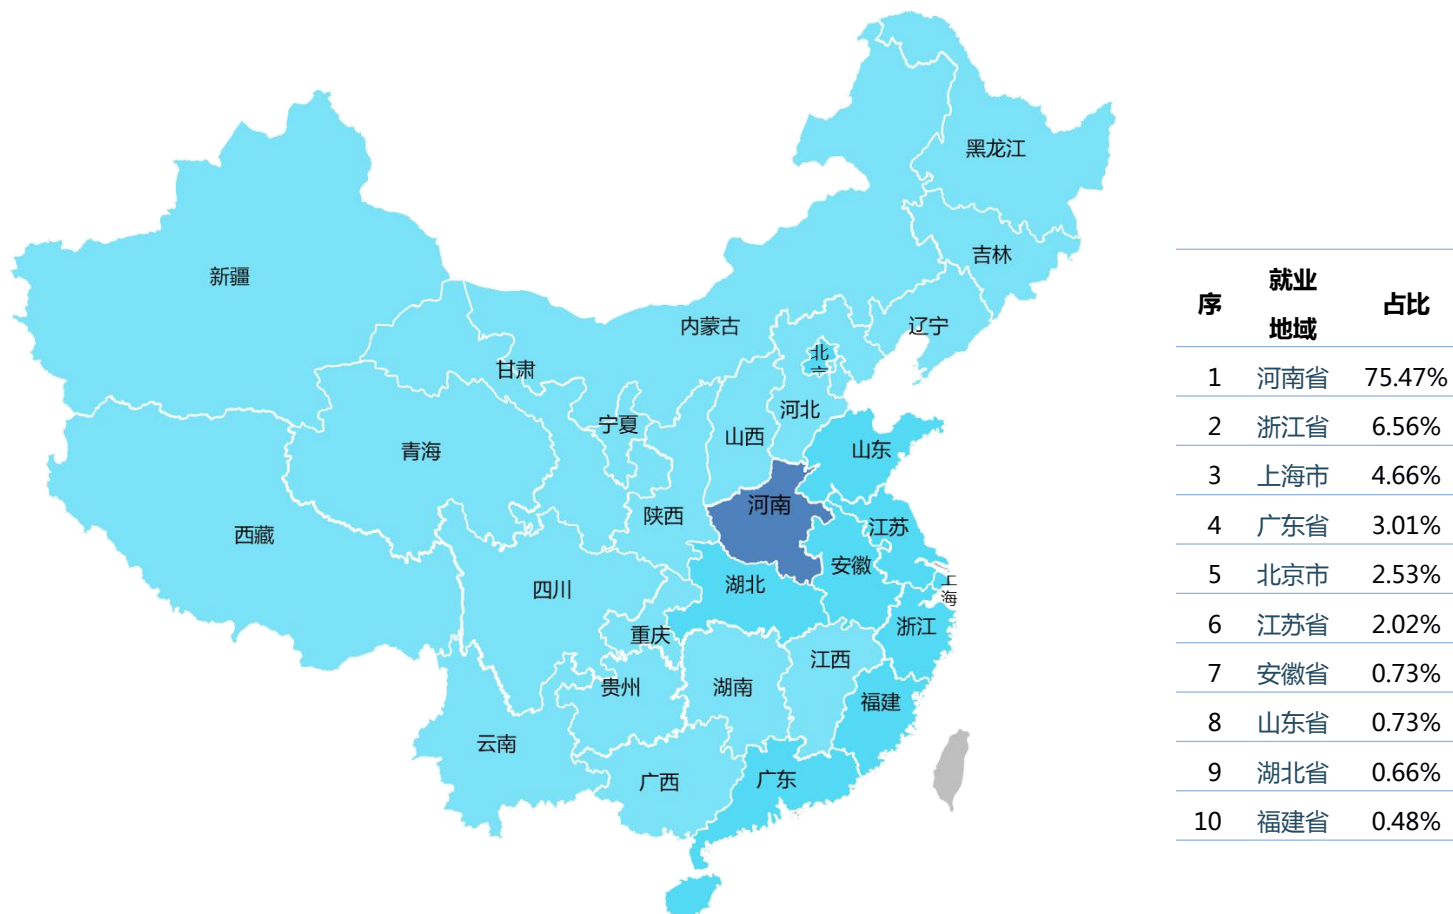 黑龙江
吉林
新疆
辽宁
内蒙古
北
京
甘肃
河北
宁夏
山西
山东
青海
河南
陕西
江苏
西藏
安徽
湖北
上
海
四川
浙江
重庆
江西
贵州
湖南
福建
云南
广西
广东
序 就业地域 占比
1 河南省 75.47%
2 浙江省 6.56%
3 上海市 4.66%
4 广东省 3.01%
5 北京市 2.53%
6 江苏省 2.02%
7 安徽省 0.73%
8 山东省 0.73%
9 湖北省 0.66%
10 福建省 0.48%